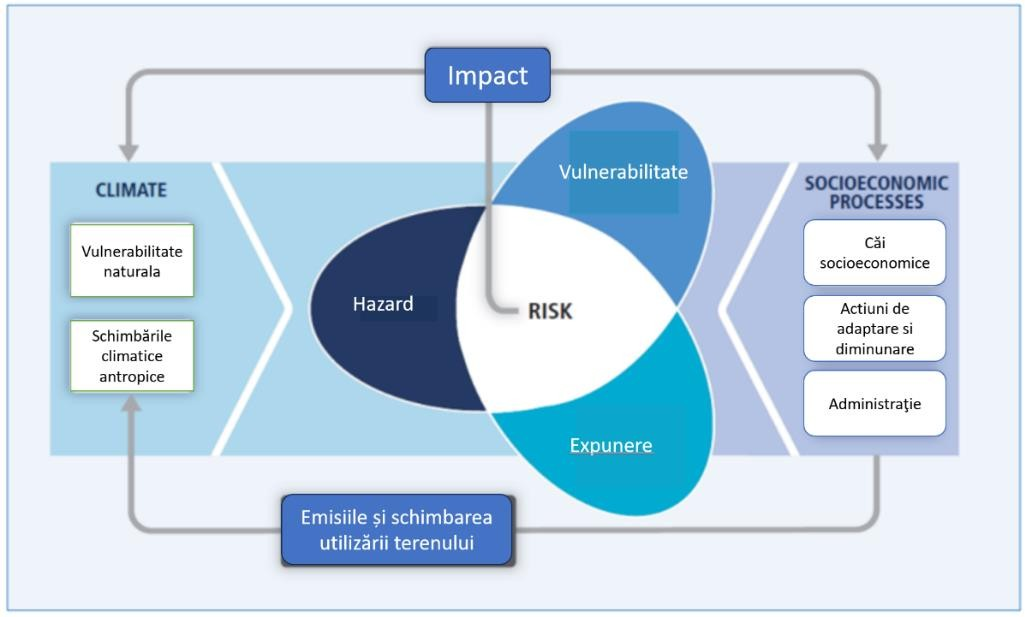 Impact
CLIMATE
Vulnerabilitate
naturala
Schimbările
climatice
antropice
Hazard
Vulnerabilitate
RISK
Expunere
SOCIOECONOMIC
PROCESSES
Căi
socioeconomice
Actiuni de
adaptare si
diminunare
Administraţie
Emisiile și schimbarea
utilizării terenului